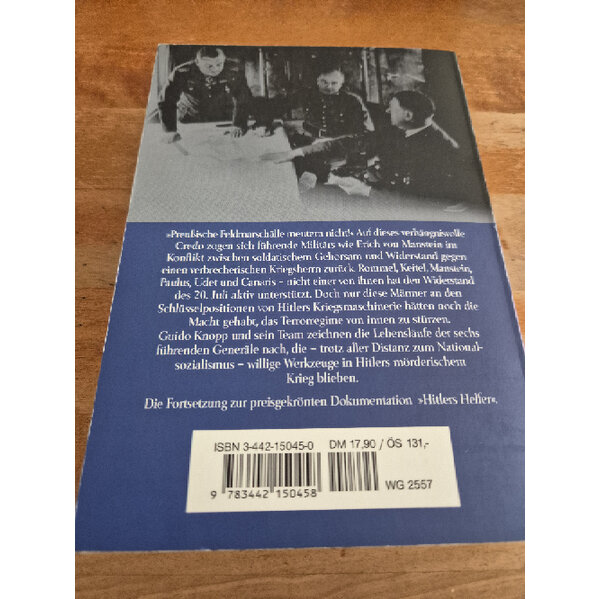 »Preußische Feldmarschälle meutern nicht!« Auf dieses verhängnisvolle
Credo zogen sich führende Militärs wie Erich von Manstein im
Konflikt zwischen soldatischem Gehorsam und Widerstand gegen
einen verbrecherischen Kriegsherrn zurück. Rommel, Keitel, Manstein,
Paulus, Udet und Canaris – nicht einer von ihnen hat den Widerstand
des 20. Juli aktiv unterstützt. Doch nur diese Männer an den
Schlüsselpositionen von Hitlers Kriegsmaschinerie hätten noch die
Macht gehabt, das Terrorregime von innen zu stürzen.
Guido Knopp und sein Team zeichnen die Lebensläufe der sechs
führenden Generäle nach, die – trotz aller Distanz zum National-
sozialismus – willige Werkzeuge in Hitlers mörderischem
Krieg blieben.
Die Fortsetzung zur preisgekrönten Dokumentation »Hitlers Helfer«.
ISBN 3-442-15045-0 DM 17,90 / ÖS 131,-
9 783442 150458
WG 2557